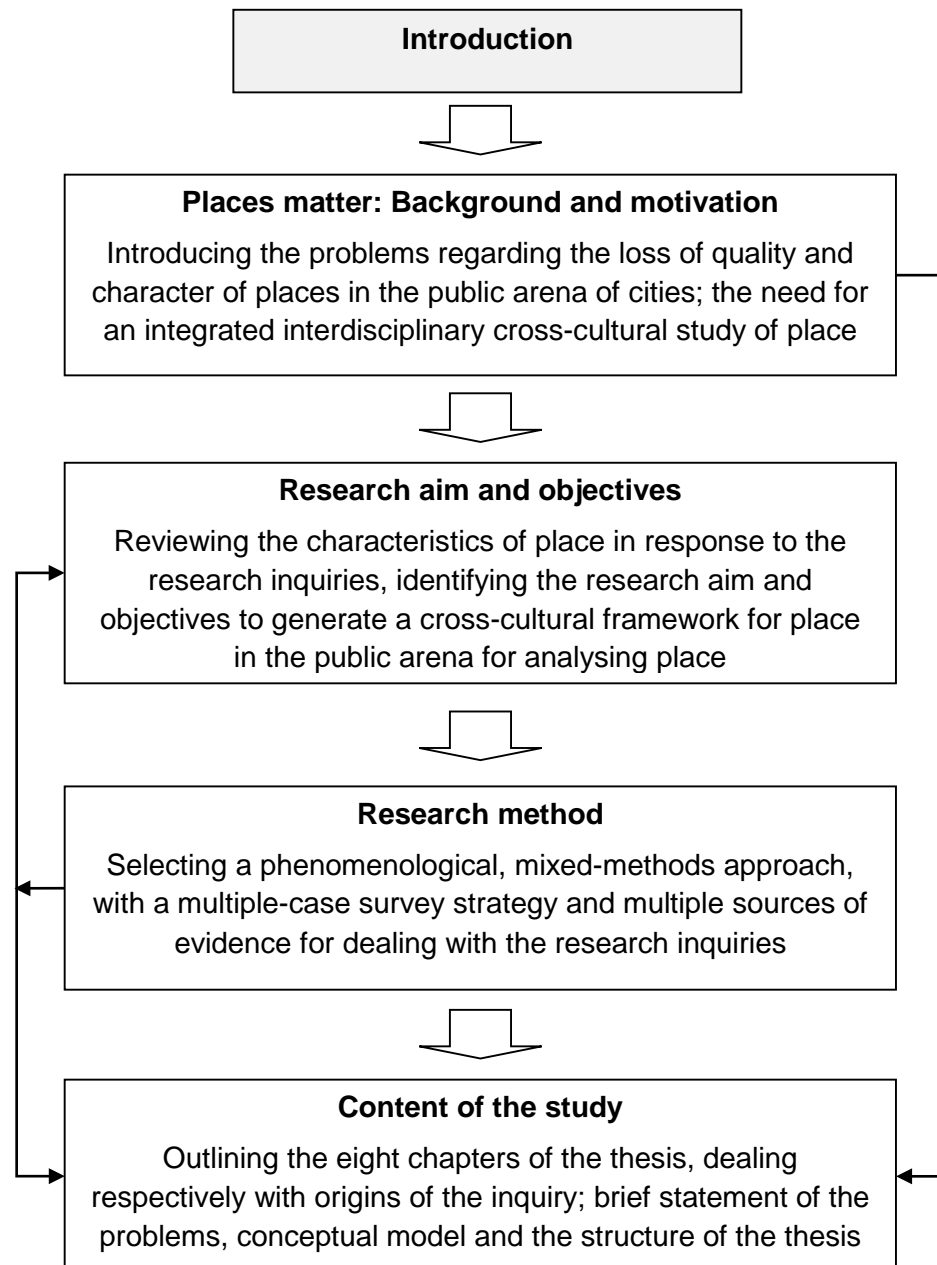 Introduction
Places matter: Background and motivation
Introducing the problems regarding the loss of quality and
character of places in the public arena of cities; the need for
an integrated interdisciplinary cross-cultural study of place
Research aim and objectives
Reviewing the characteristics of place in response to the
research inquiries, identifying the research aim and
objectives to generate a cross-cultural framework for place
in the public arena for analysing place
Research method
Selecting a phenomenological, mixed-methods approach,
with a multiple-case survey strategy and multiple sources of
evidence for dealing with the research inquiries
Content of the study
Outlining the eight chapters of the thesis, dealing
respectively with origins of the inquiry; brief statement of the
problems, conceptual model and the structure of the thesis